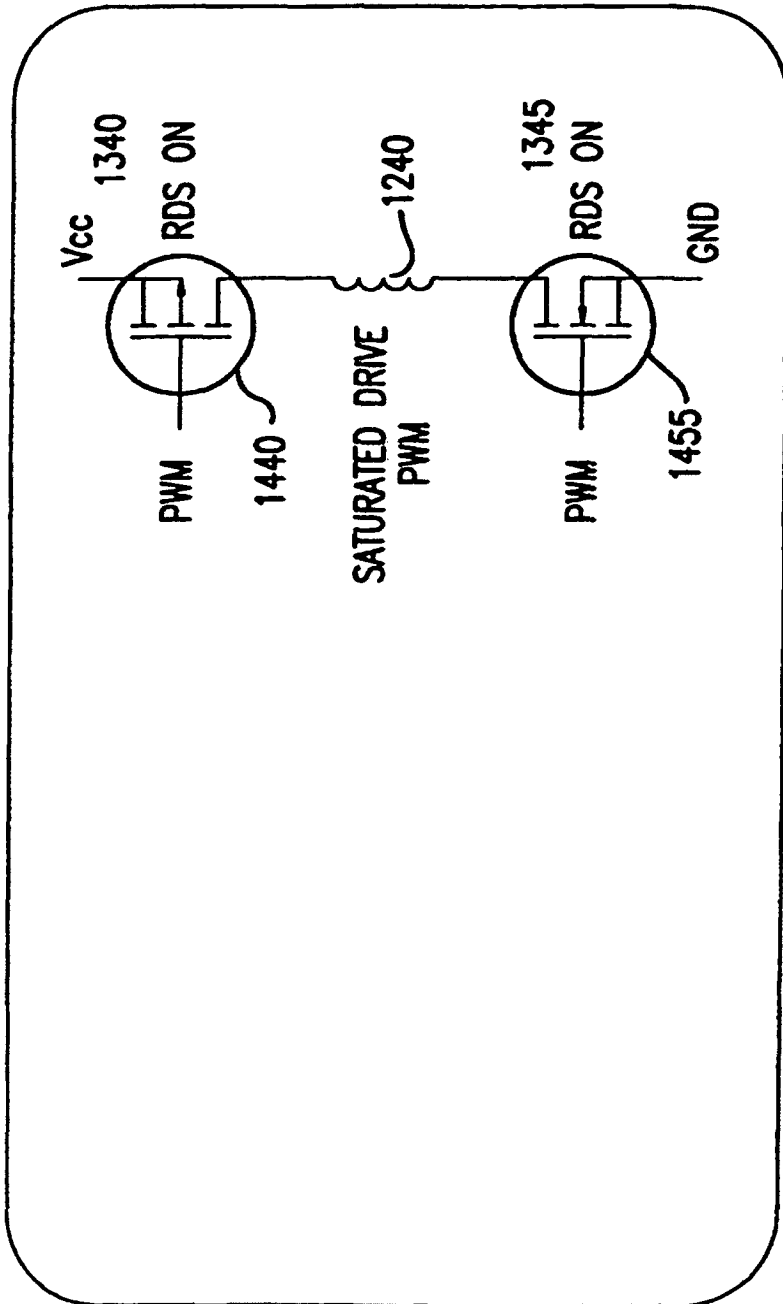 Vcc
1340
RDS ON
PWM
1440
SATURATED DRIVE
PWM
1240
1345
RDS ON
PWM
1455
GND